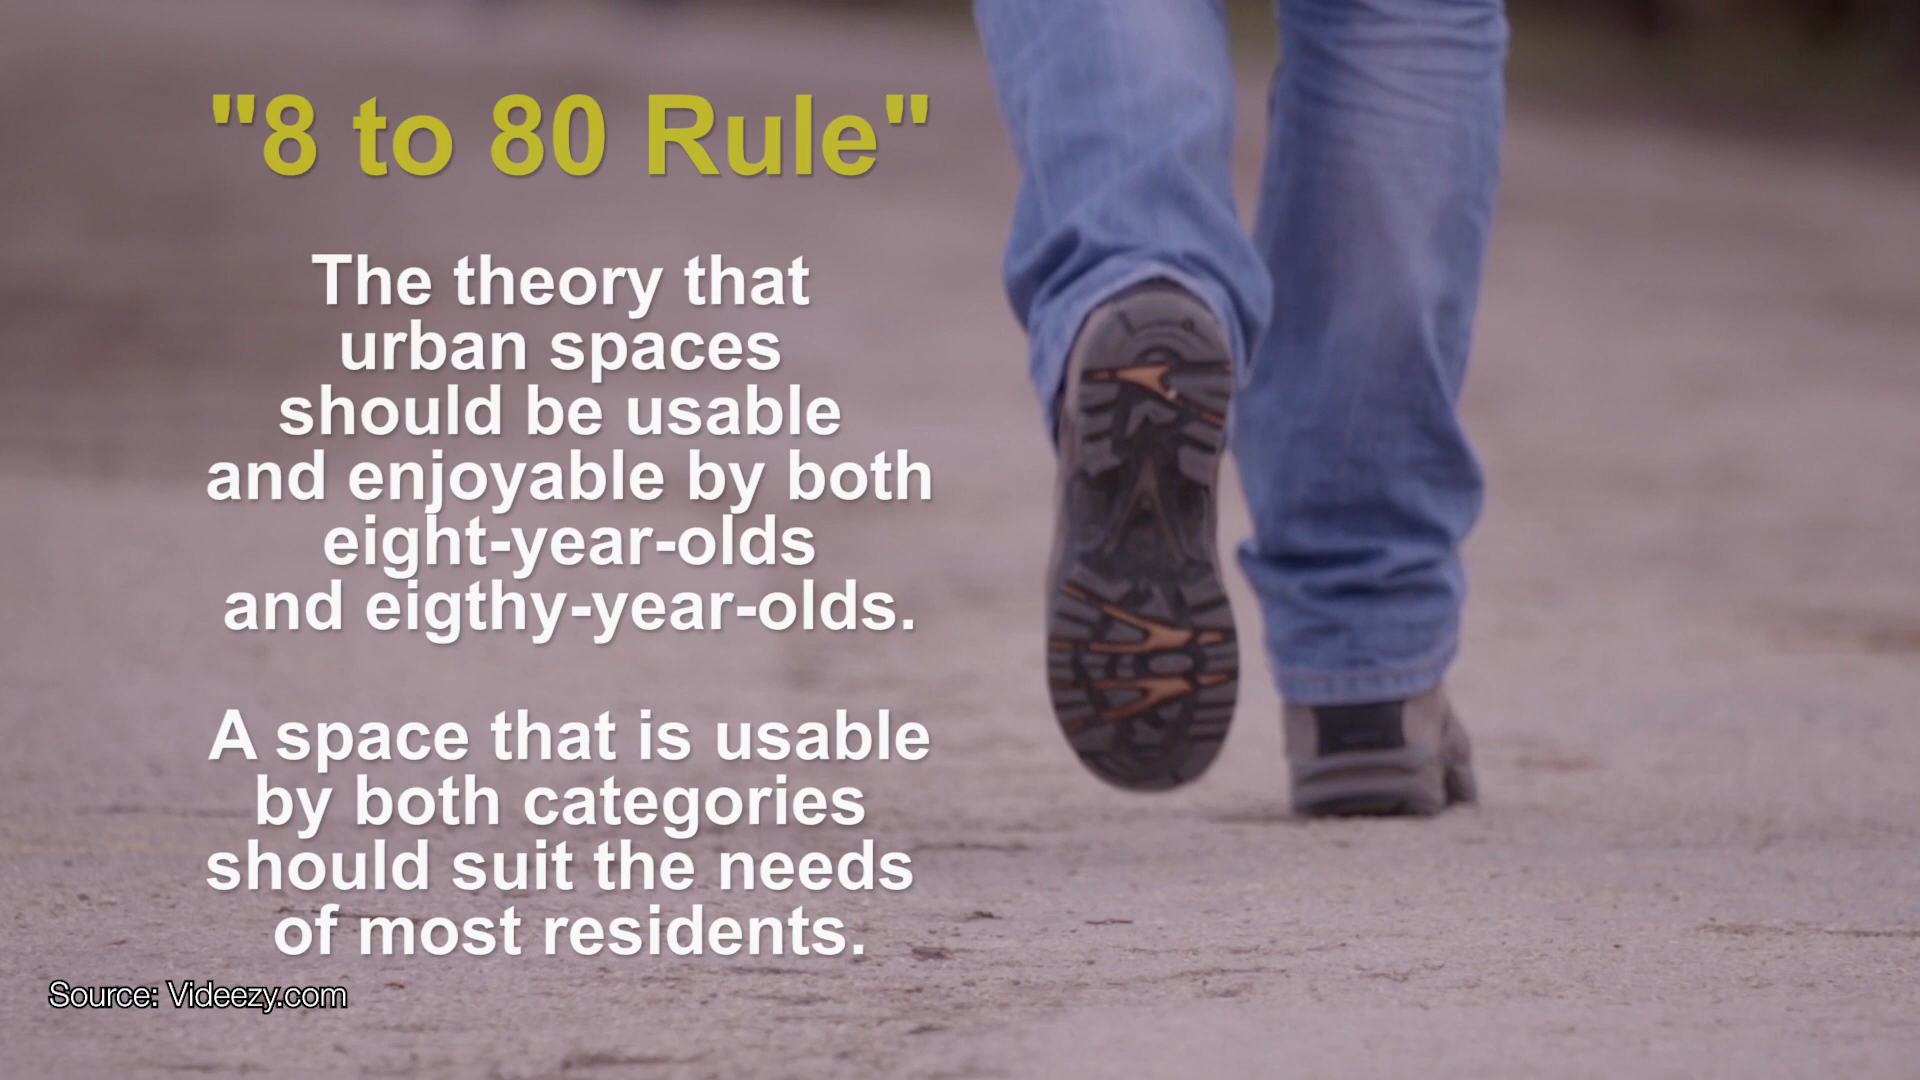 "8 to 80 Rule"
The theory that
urban spaces
should be usable
and enjoyable by both
eight-year-olds
and eigthy-year-olds.
A space that is usable
by both categories
should suit the needs
of most residents.
Source: Videezy.com